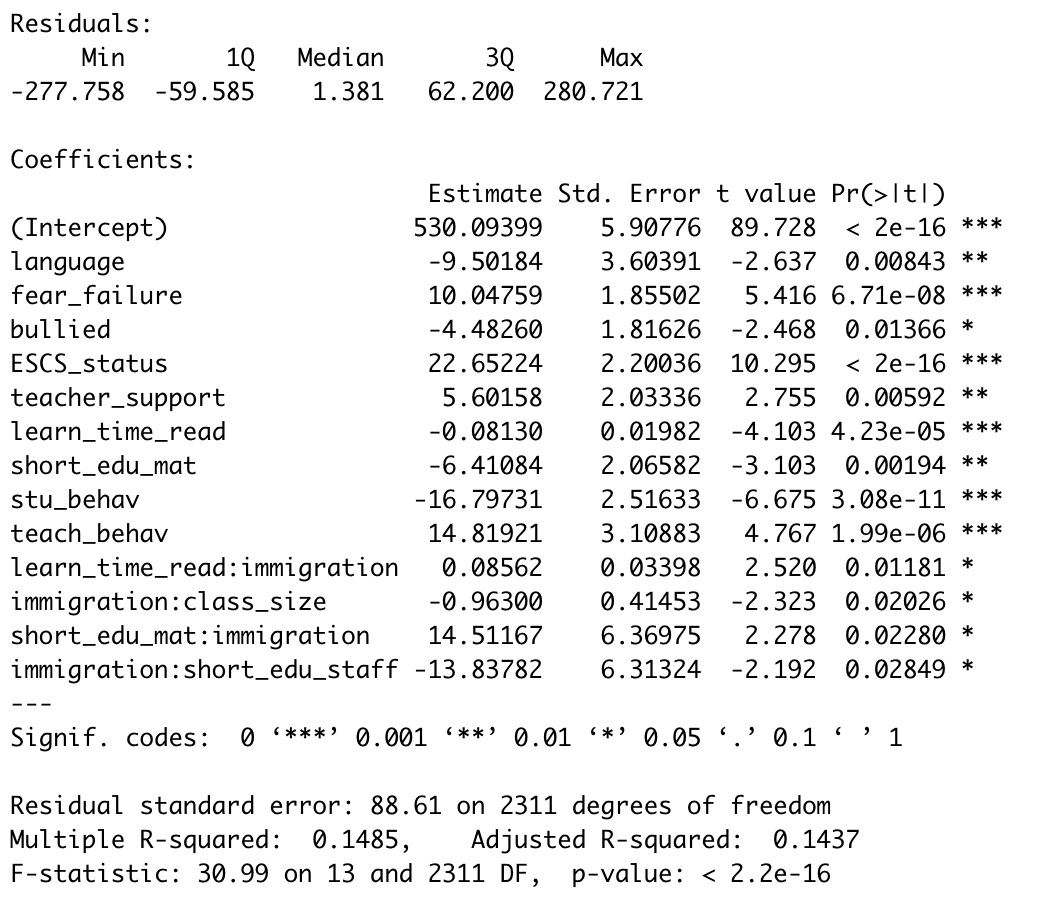 Residuals:
     Min       1Q   Median       3Q      Max
-277.758  -59.585    1.381   62.200  280.721
Coefficients:
                            Estimate Std. Error t value Pr(>|t|)
(Intercept)                530.09399    5.90776  89.728  < 2e-16 ***
language                    -9.50184    3.60391  -2.637  0.00843 **
fear_failure                10.04759    1.85502   5.416 6.71e-08 ***
bullied                     -4.48260    1.81626  -2.468  0.01366 *
ESCS_status                 22.65224    2.20036  10.295  < 2e-16 ***
teacher_support              5.60158    2.03336   2.755  0.00592 **
learn_time_read             -0.08130    0.01982  -4.103 4.23e-05 ***
short_edu_mat               -6.41084    2.06582  -3.103  0.00194 **
stu_behav                  -16.79731    2.51633  -6.675 3.08e-11 ***
teach_behav                 14.81921    3.10883   4.767 1.99e-06 ***
learn_time_read:immigration   0.08562    0.03398   2.520  0.01181 *
immigration:class_size      -0.96300    0.41453  -2.323  0.02026 *
short_edu_mat:immigration   14.51167    6.36975   2.278  0.02280 *
immigration:short_edu_staff -13.83782    6.31324  -2.192  0.02849 *
---
Signif. codes:  0 ‘***’ 0.001 ‘**’ 0.01 ‘*’ 0.05 ‘.’ 0.1 ‘ ’ 1
Residual standard error: 88.61 on 2311 degrees of freedom
Multiple R-squared:  0.1485,	Adjusted R-squared:  0.1437
F-statistic: 30.99 on 13 and 2311 DF,  p-value: < 2.2e-16